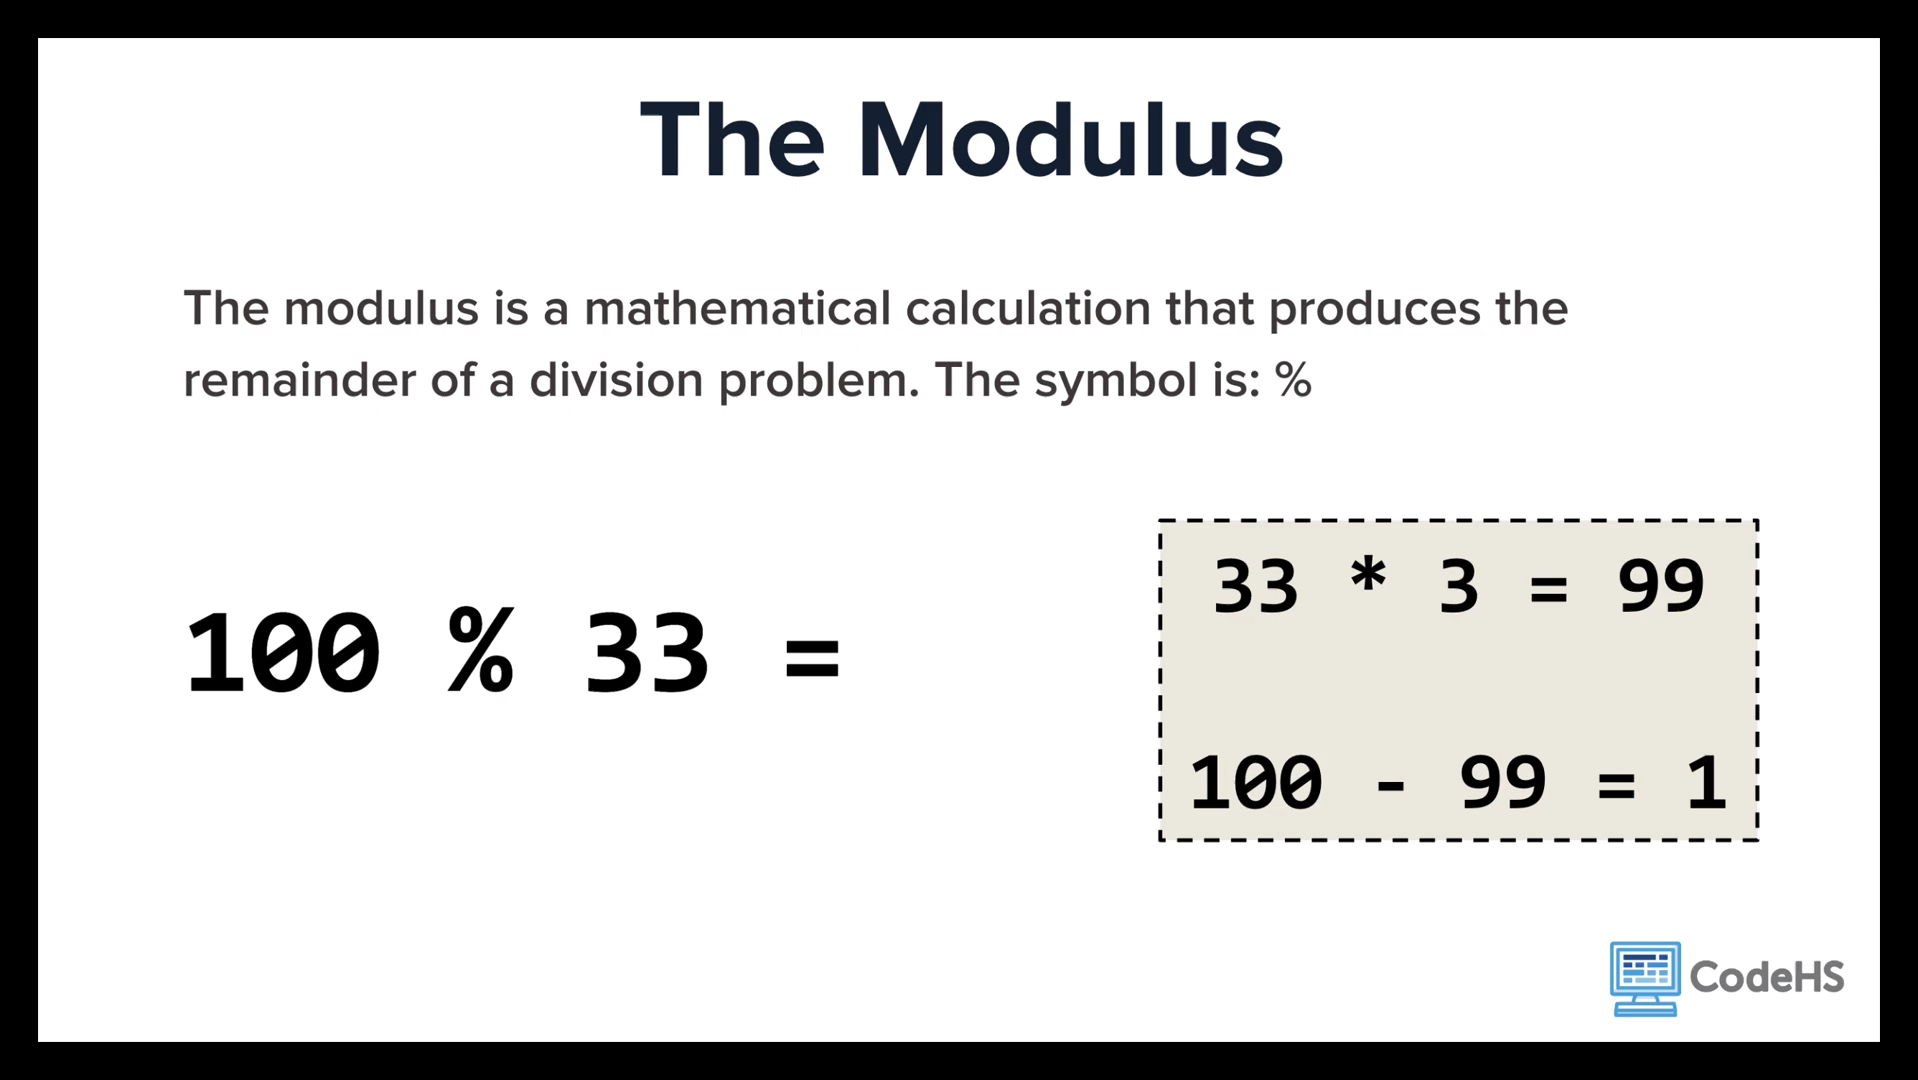 The Modulus
The modulus is a mathematical calculation that produces the
remainder of a division problem. The symbol is: %
100 % 33 =
33 * 3 = 99
100 - 99 = 1
CodeHS